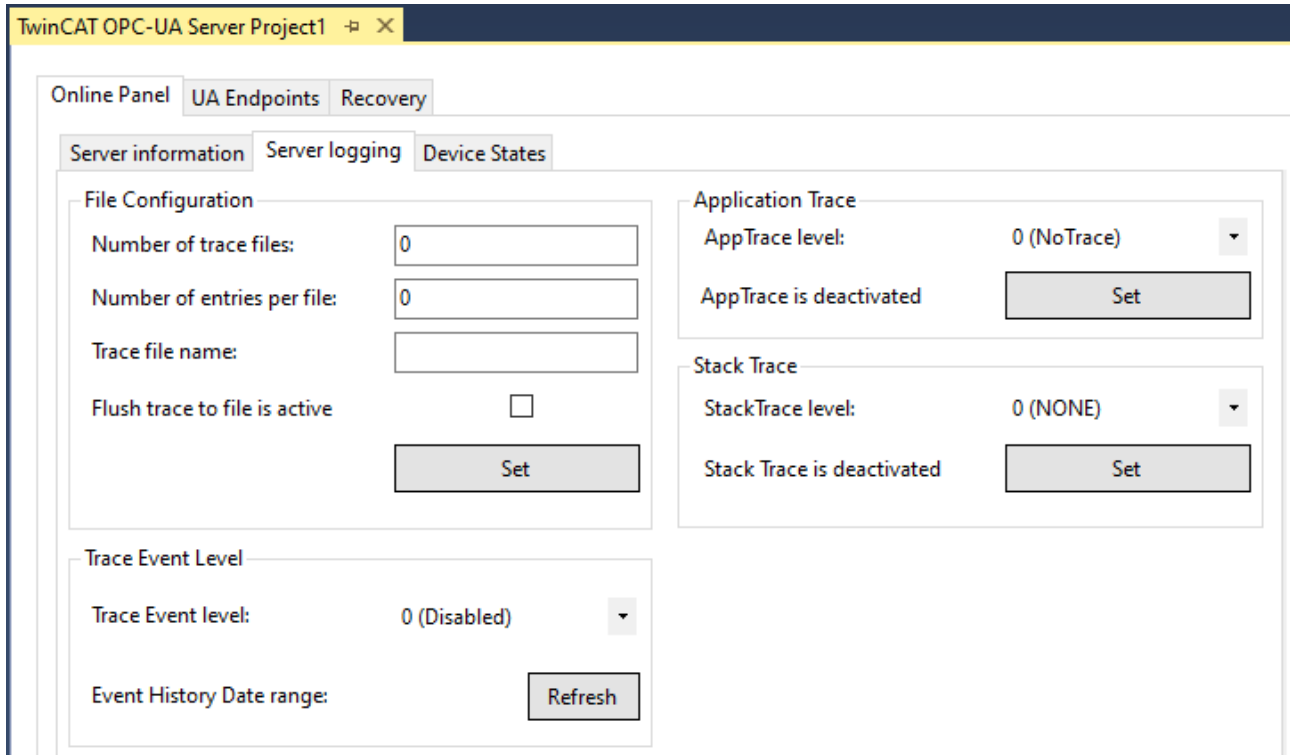 TwinCAT OPC-UA Server Project1
Online Panel UA Endpoints Recovery
Server information Server logging Device States
File Configuration
Number of trace files: 0
Number of entries per file: 0
Trace file name:
Flush trace to file is active
Set
Application Trace
AppTrace level: 0 (NoTrace)
AppTrace is deactivated Set
Stack Trace
StackTrace level: 0 (NONE)
Stack Trace is deactivated Set
Trace Event Level
Trace Event level: 0 (Disabled)
Event History Date range: Refresh